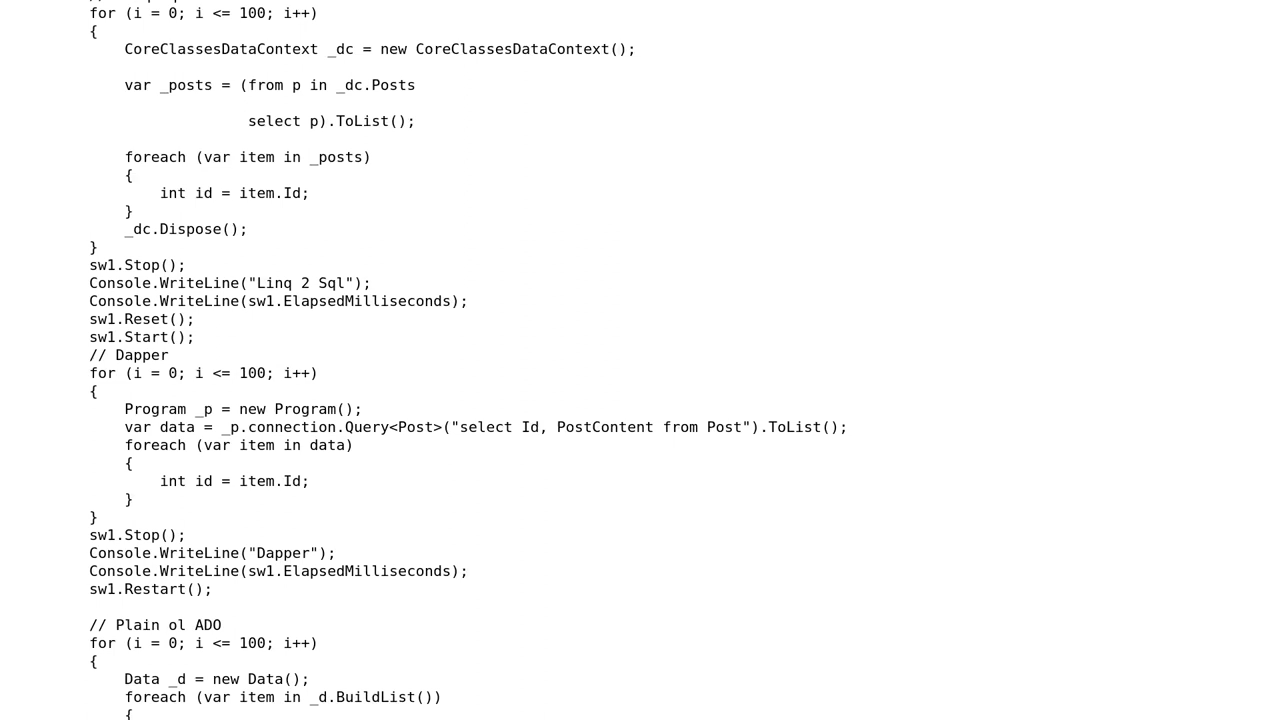 for (i = 0; i <= 100; i++)
{
CoreClassesDataContext _dc = new CoreClassesDataContext();
var _posts = (from p in _dc.Posts
select p).ToList();
foreach (var item in _posts)
{
int id = item.Id;
}
_dc.Dispose();
}
sw1.Stop();
Console.WriteLine("Linq 2 Sql");
Console.WriteLine(sw1.ElapsedMilliseconds);
sw1.Reset();
sw1.Start();
// Dapper
for (i = 0; i <= 100; i++)
{
Program _p = new Program();
var data = _p.connection.Query<Post>("select Id, PostContent from Post").ToList();
foreach (var item in data)
{
int id = item.Id;
}
}
sw1.Stop();
Console.WriteLine("Dapper");
Console.WriteLine(sw1.ElapsedMilliseconds);
sw1.Restart();
// Plain ol ADO
for (i = 0; i <= 100; i++)
{
Data _d = new Data();
foreach (var item in _d.BuildList())
{